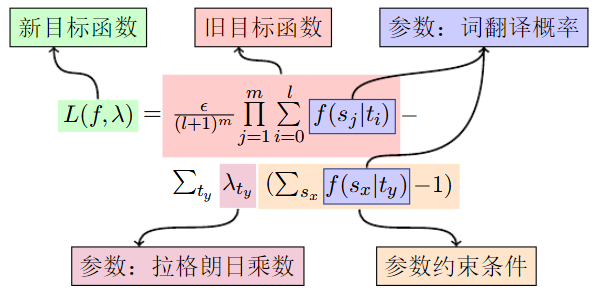 新目标函数 旧目标函数 参数：词翻译概率
L(f, λ) = ϵ/(l+1)^m ∏_{j=1}^{m} ∑_{i=0}^{l} f(s_j|t_i) −
∑_{t_y} λ_{t_y} (∑_{s_x} f(s_x|t_y) −1)
参数：拉格朗日乘数 参数约束条件